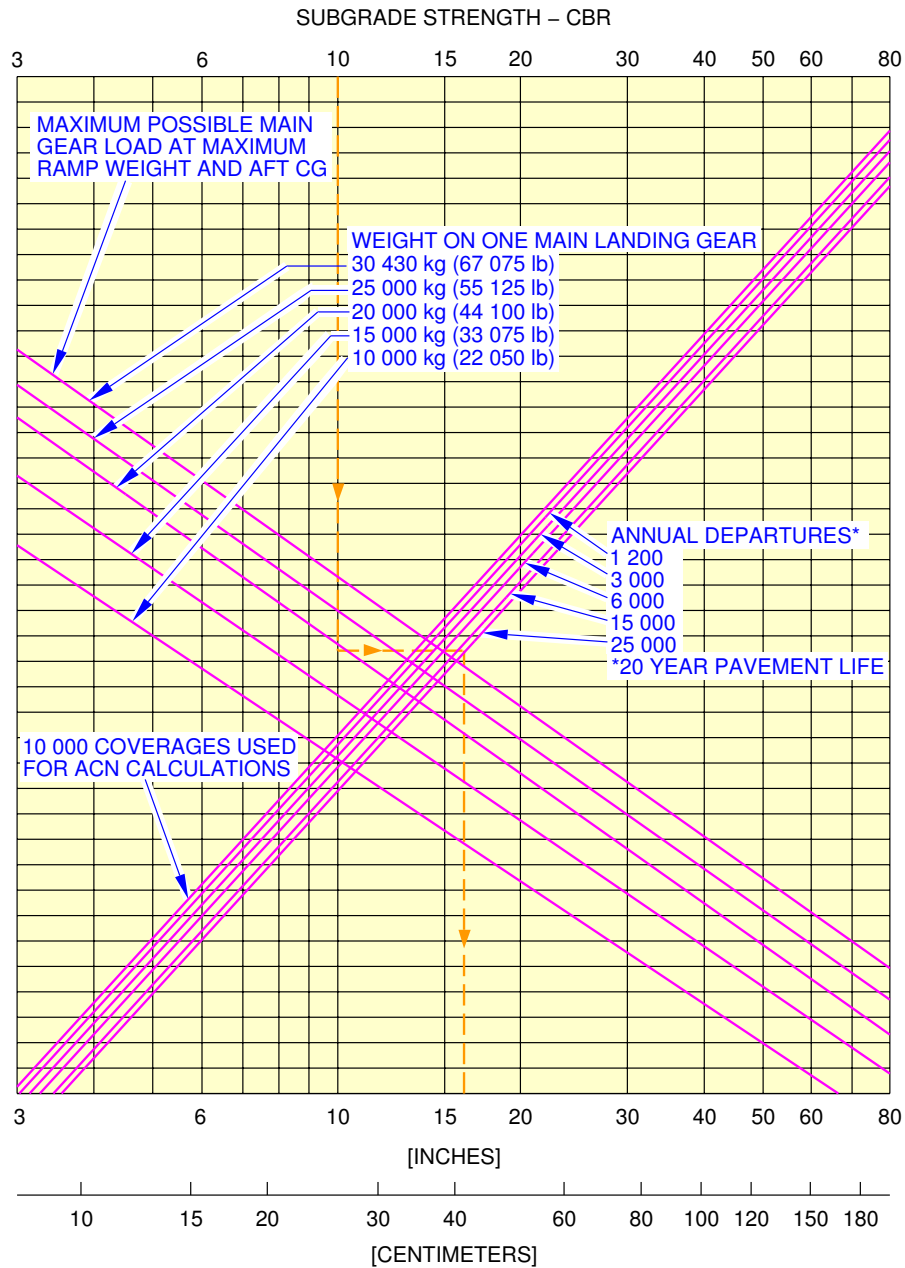 SUBGRADE STRENGTH – CBR
3 6 10 15 20 30 40 50 60 80
MAXIMUM POSSIBLE MAIN
GEAR LOAD AT MAXIMUM
RAMP WEIGHT AND AFT CG
WEIGHT ON ONE MAIN LANDING GEAR
30 430 kg (67 075 lb)
25 000 kg (55 125 lb)
20 000 kg (44 100 lb)
15 000 kg (33 075 lb)
10 000 kg (22 050 lb)
ANNUAL DEPARTURES*
1 200
3 000
6 000
15 000
25 000
*20 YEAR PAVEMENT LIFE
10 000 COVERAGES USED
FOR ACN CALCULATIONS
3 6 10 15 20 30 40 50 60 80
[INCHES]
10 15 20 30 40 60 80 100 120 150 180
[CENTIMETERS]